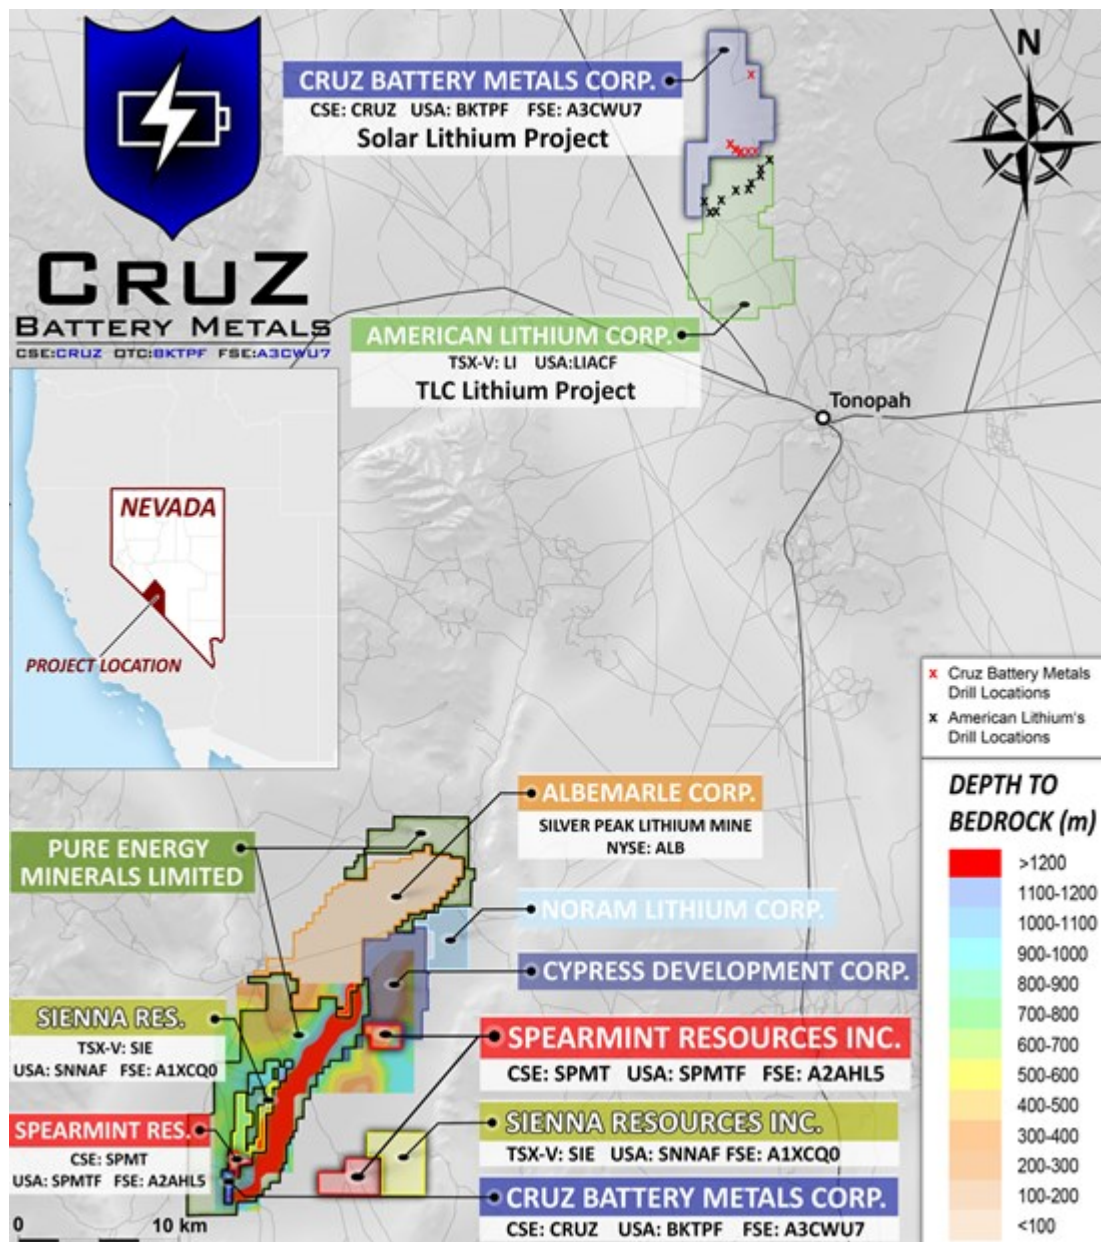 CRUZ BATTERY METALS CORP.
CSE: CRUZ USA: BKTPF FSE: A3CWU7
Solar Lithium Project
N
CRUZ
BATTERY METALS
CSE:CRUZ OTC:BKTPF FSE:A3CWU7
AMERICAN LITHIUM CORP.
TSX-V: LI USA:LIACF
TLC Lithium Project
Tonopah
NEVADA
PROJECT LOCATION
x Cruz Battery Metals
Drill Locations
x American Lithium's
Drill Locations
DEPTH TO
BEDROCK (m)
>1200
1100-1200
1000-1100
900-1000
800-900
700-800
600-700
500-600
400-500
300-400
200-300
100-200
<100
ALBEMARLE CORP.
SILVER PEAK LITHIUM MINE
NYSE: ALB
PURE ENERGY
MINERALS LIMITED
NORAM LITHIUM CORP.
CYPRESS DEVELOPMENT CORP.
SIENNA RES.
TSX-V: SIE
USA: SNNAF FSE: A1XCQ0
SPEARMINT RESOURCES INC.
CSE: SPMT USA: SPMTF FSE: A2AHL5
SPEARMINT RES.
CSE: SPMT
USA: SPMTF FSE: A2AHL5
SIENNA RESOURCES INC.
TSX-V: SIE USA: SNNAF FSE: A1XCQ0
CRUZ BATTERY METALS CORP.
CSE: CRUZ USA: BKTPF FSE: A3CWU7
0 10 km